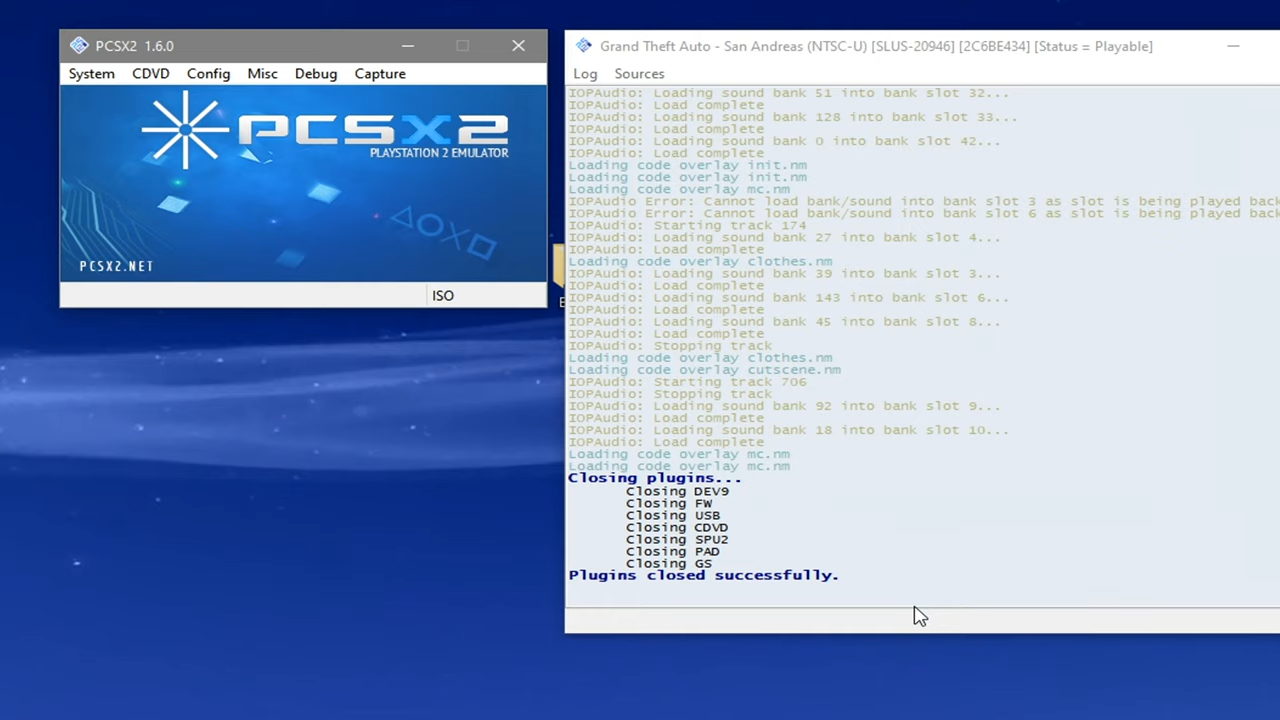 PCSX2 1.6.0
System CDVD Config Misc Debug Capture
PCSX2
PLAYSTATION 2 EMULATOR
PCSX2.NET
ISO
Grand Theft Auto - San Andreas (NTSC-U) [SLUS-20946] [2C6BE434] [Status = Playable]
Log Sources
IOPAudio: Loading sound bank 51 into bank slot 32...
IOPAudio: Load complete
IOPAudio: Loading sound bank 128 into bank slot 33...
IOPAudio: Load complete
IOPAudio: Loading sound bank 0 into bank slot 42...
IOPAudio: Load complete
Loading code overlay init.nm
Loading code overlay init.nm
Loading code overlay mc.nm
IOPAudio Error: Cannot load bank/sound into bank slot 3 as slot is being played back
IOPAudio Error: Cannot load bank/sound into bank slot 6 as slot is being played back
IOPAudio: Starting track 174
IOPAudio: Loading sound bank 27 into bank slot 4...
IOPAudio: Load complete
Loading code overlay clothes.nm
IOPAudio: Loading sound bank 39 into bank slot 3...
IOPAudio: Load complete
IOPAudio: Loading sound bank 143 into bank slot 6...
IOPAudio: Load complete
IOPAudio: Loading sound bank 45 into bank slot 8...
IOPAudio: Load complete
IOPAudio: Stopping track
Loading code overlay clothes.nm
Loading code overlay cutscene.nm
IOPAudio: Starting track 706
IOPAudio: Stopping track
IOPAudio: Loading sound bank 92 into bank slot 9...
IOPAudio: Load complete
IOPAudio: Loading sound bank 18 into bank slot 10...
IOPAudio: Load complete
Loading code overlay mc.nm
Loading code overlay mc.nm
Closing plugins...
Closing DEV9
Closing FW
Closing USB
Closing CDVD
Closing SPU2
Closing PAD
Closing GS
Plugins closed successfully.